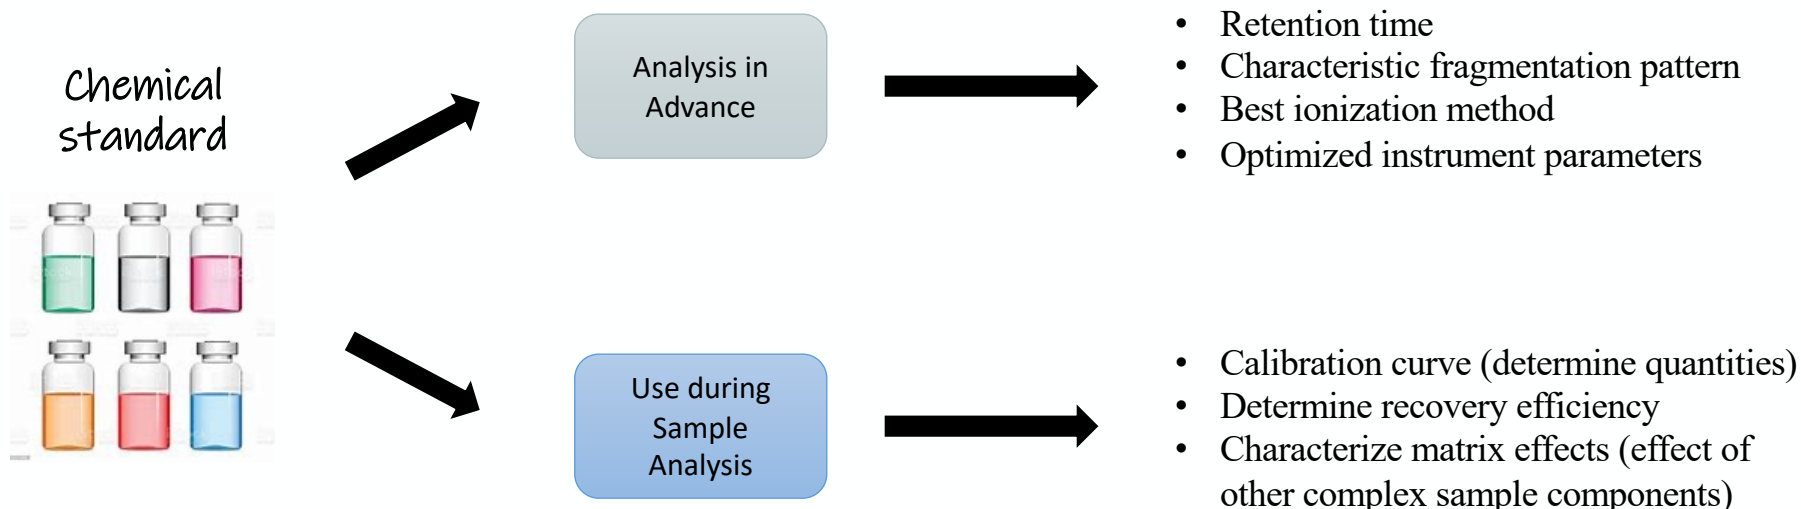 Chemical
standard
Analysis in
Advance
• Retention time
• Characteristic fragmentation pattern
• Best ionization method
• Optimized instrument parameters
Use during
Sample
Analysis
• Calibration curve (determine quantities)
• Determine recovery efficiency
• Characterize matrix effects (effect of
other complex sample components)